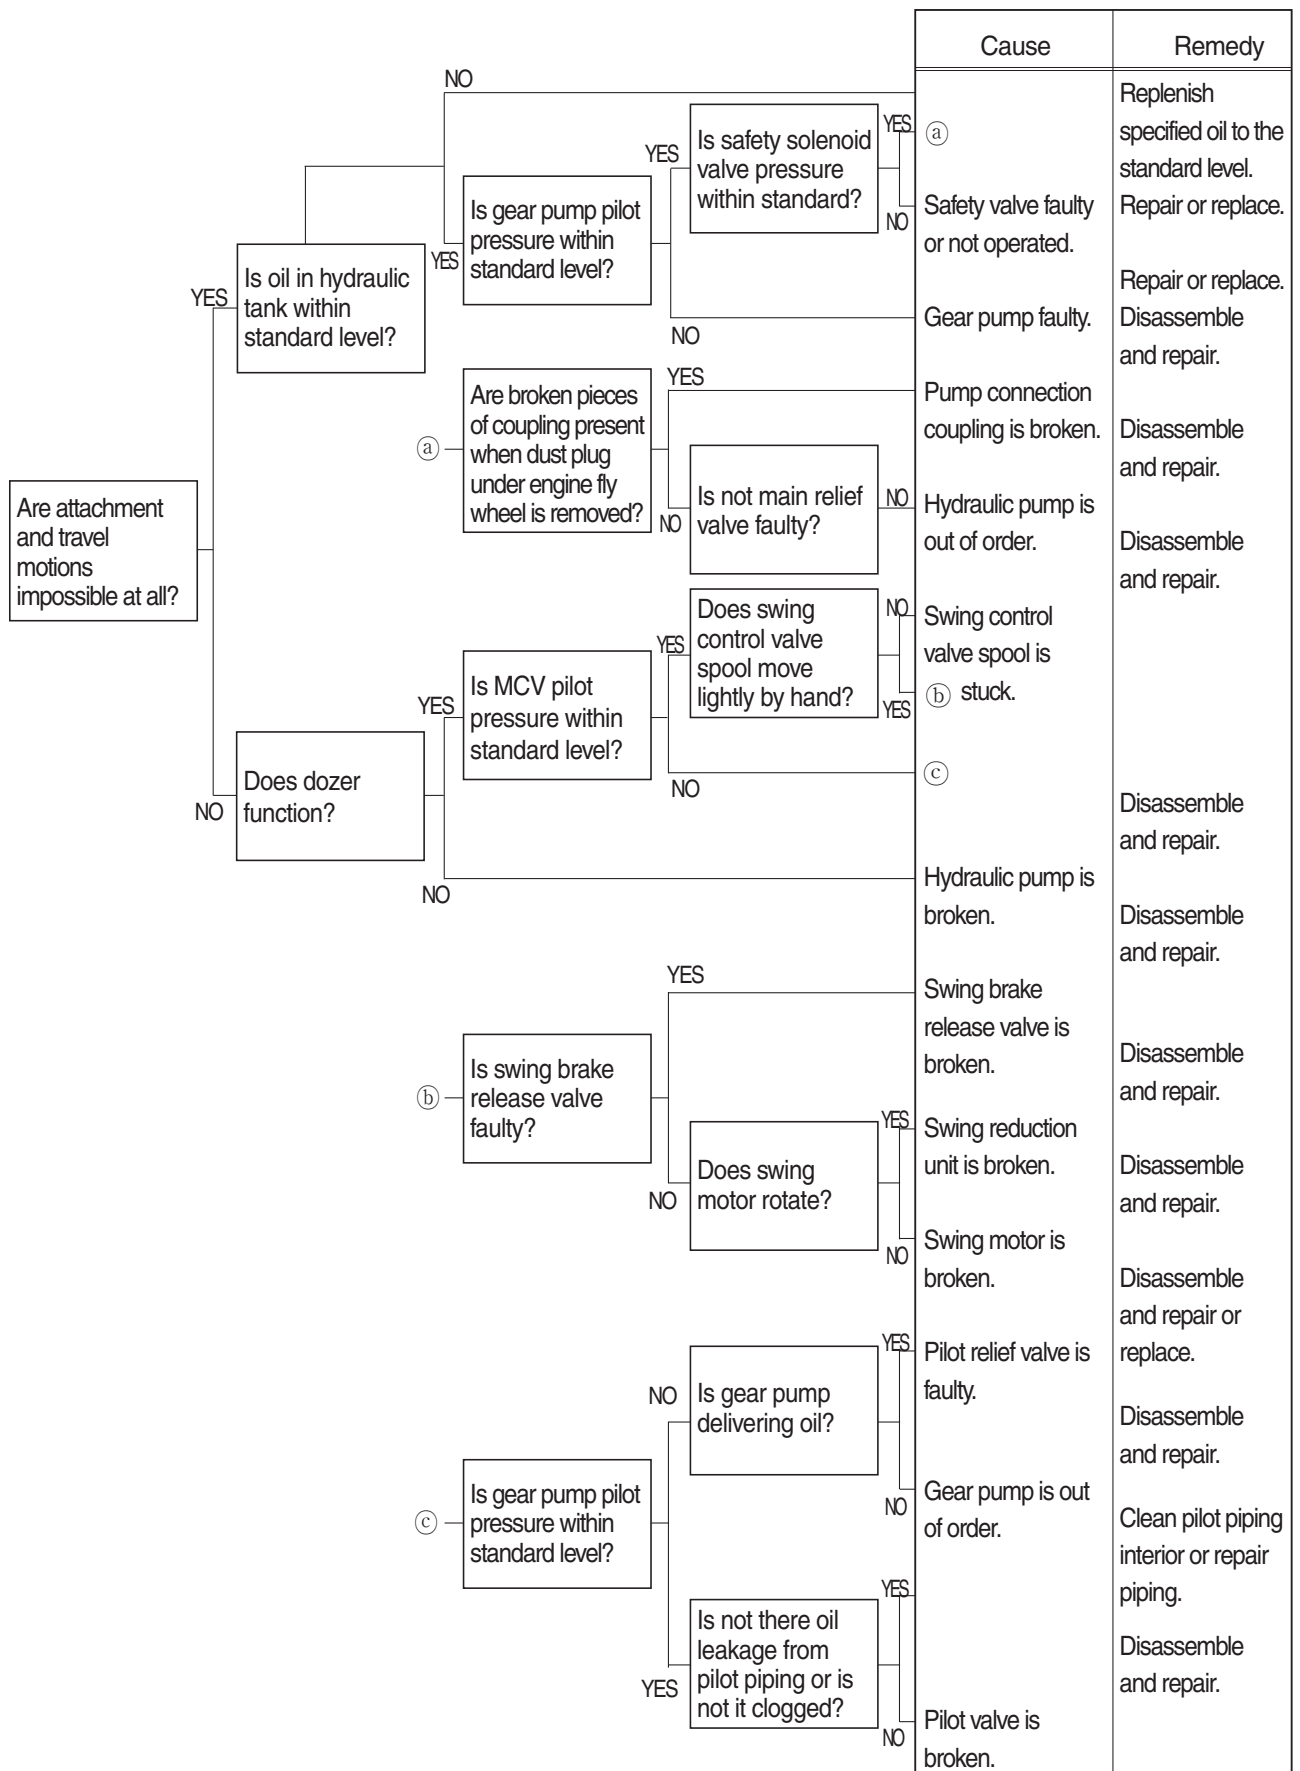 Cause
Remedy
NO
Replenish
specified oil to the
standard level.
YES
Is safety solenoid
valve pressure
within standard?
YES
ⓐ
NO
Safety valve faulty
or not operated.
Repair or replace.
Is gear pump pilot
pressure within
standard level?
YES
Is oil in hydraulic
tank within
standard level?
YES
Repair or replace.
NO
Gear pump faulty.
Disassemble
and repair.
Are broken pieces
of coupling present
when dust plug
under engine fly
wheel is removed?
ⓐ
YES
Pump connection
coupling is broken.
Disassemble
and repair.
NO
Is not main relief
valve faulty?
NO
Hydraulic pump is
out of order.
Disassemble
and repair.
Are attachment
and travel
motions
impossible at all?
Does swing
control valve
spool move
lightly by hand?
YES
NO
Swing control
valve spool is
ⓑ stuck.
YES
Is MCV pilot
pressure within
standard level?
YES
NO
ⓒ
Does dozer
function?
NO
Disassemble
and repair.
NO
Hydraulic pump is
broken.
Disassemble
and repair.
YES
Swing brake
release valve is
broken.
Disassemble
and repair.
ⓑ
Is swing brake
release valve
faulty?
NO
Does swing
motor rotate?
YES
Swing reduction
unit is broken.
Disassemble
and repair.
NO
Swing motor is
broken.
Disassemble
and repair or
replace.
NO
Is gear pump
delivering oil?
YES
Pilot relief valve is
faulty.
Disassemble
and repair.
NO
Gear pump is out
of order.
Clean pilot piping
interior or repair
piping.
ⓒ
Is gear pump pilot
pressure within
standard level?
YES
Is not there oil
leakage from
pilot piping or is
not it clogged?
YES
Disassemble
and repair.
NO
Pilot valve is
broken.